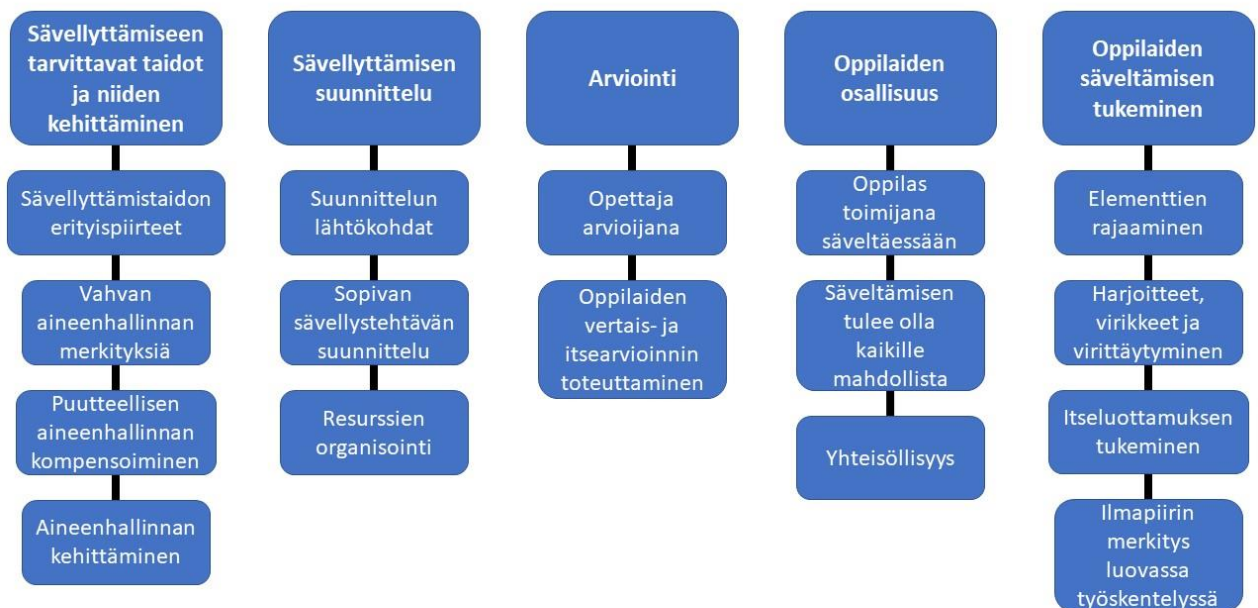 Sävellyttämiseen
tarvittavat taidot
ja niiden
kehittäminen
Sävellyttämistaidon
erityispiirteet
Vahvan
aineenhallinnan
merkityksiä
Puutteellisen
aineenhallinnan
kompensoiminen
Aineenhallinnan
kehittäminen
Sävellyttämisen
suunnittelu
Suunnittelun
lähtökohdat
Sopivan
sävellystehtävän
suunnittelu
Resurssien
organisointi
Arviointi
Opettaja
arvioijana
Oppilaiden
vertais- ja
itsearvioinnin
toteuttaminen
Oppilaiden
osallisuus
Oppilas
toimijana
säveltäessään
Säveltämisen
tulee olla
kaikille
mahdollista
Yhteisöllisyys
Oppilaiden
säveltämisen
tukeminen
Elementtien
rajaaminen
Harjoitteet,
virikkeet ja
virittäytyminen
Itseluottamuksen
tukeminen
Ilmapiirin
merkitys
luovassa
työskentelyssä